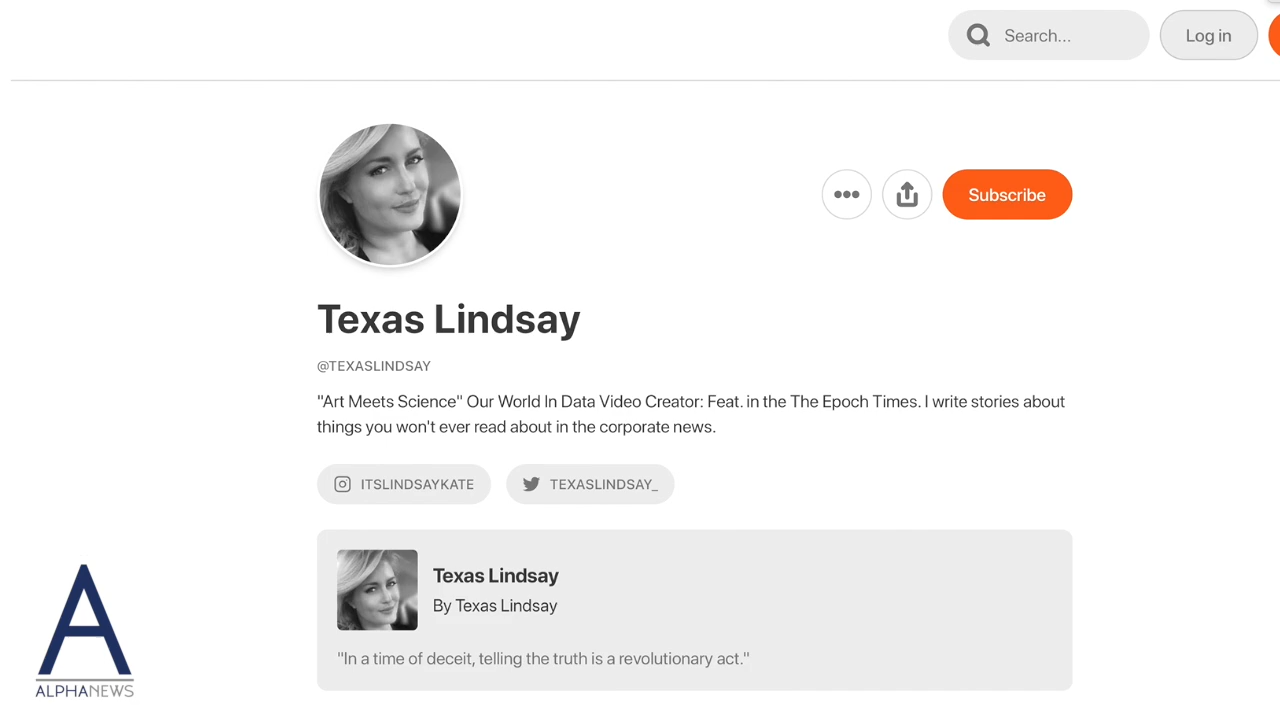 Search...
Log in
Subscribe
Texas Lindsay
@TEXASLINDSAY
"Art Meets Science" Our World In Data Video Creator: Feat. in the The Epoch Times. I write stories about
things you won't ever read about in the corporate news.
ITSLINDSAYKATE
TEXASLINDSAY_
Texas Lindsay
By Texas Lindsay
"In a time of deceit, telling the truth is a revolutionary act."
A
ALPHANEWS